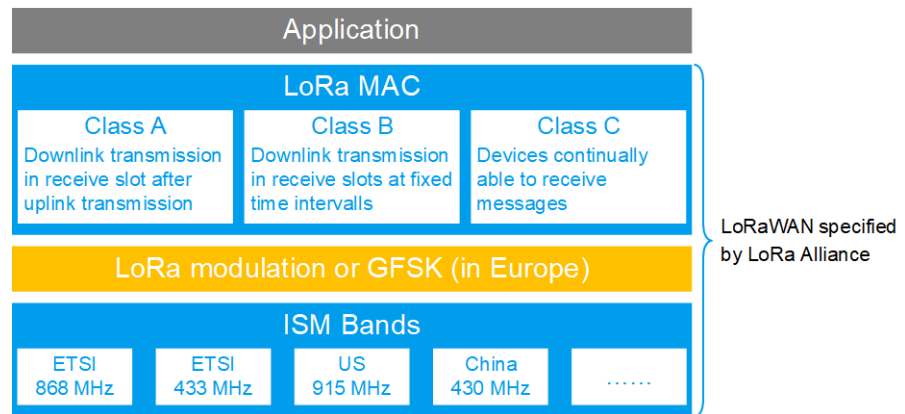 Application
LoRa MAC
Class A
Downlink transmission
in receive slot after
uplink transmission
Class B
Downlink transmission
in receive slots at fixed
time intervalls
Class C
Devices continually
able to receive
messages
LoRaWAN specified
by LoRa Alliance
LoRa modulation or GFSK (in Europe)
ISM Bands
ETSI
868 MHz
ETSI
433 MHz
US
915 MHz
China
430 MHz
......